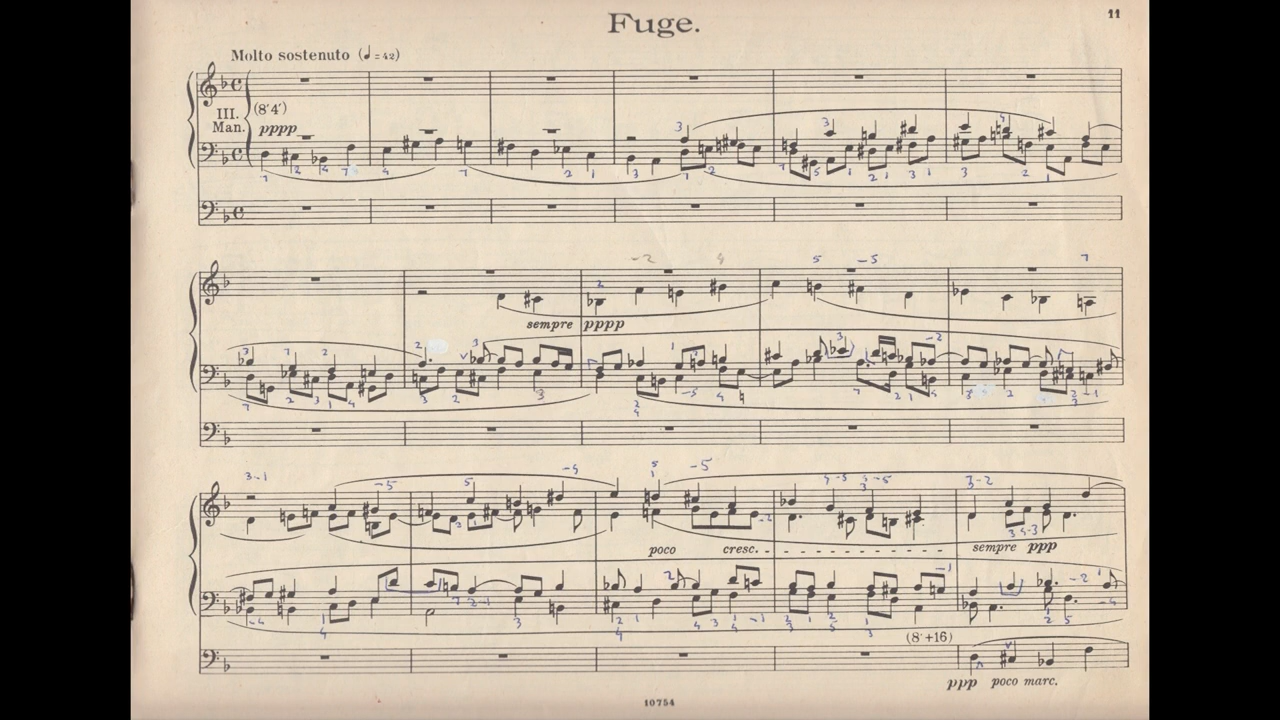 Fuge.
11
Molto sostenuto (♩=42)
III.
Man.
(8'4')
pppp
sempre pppp
poco cresc.
sempre ppp
(8'+16)
ppp poco marc.
10754